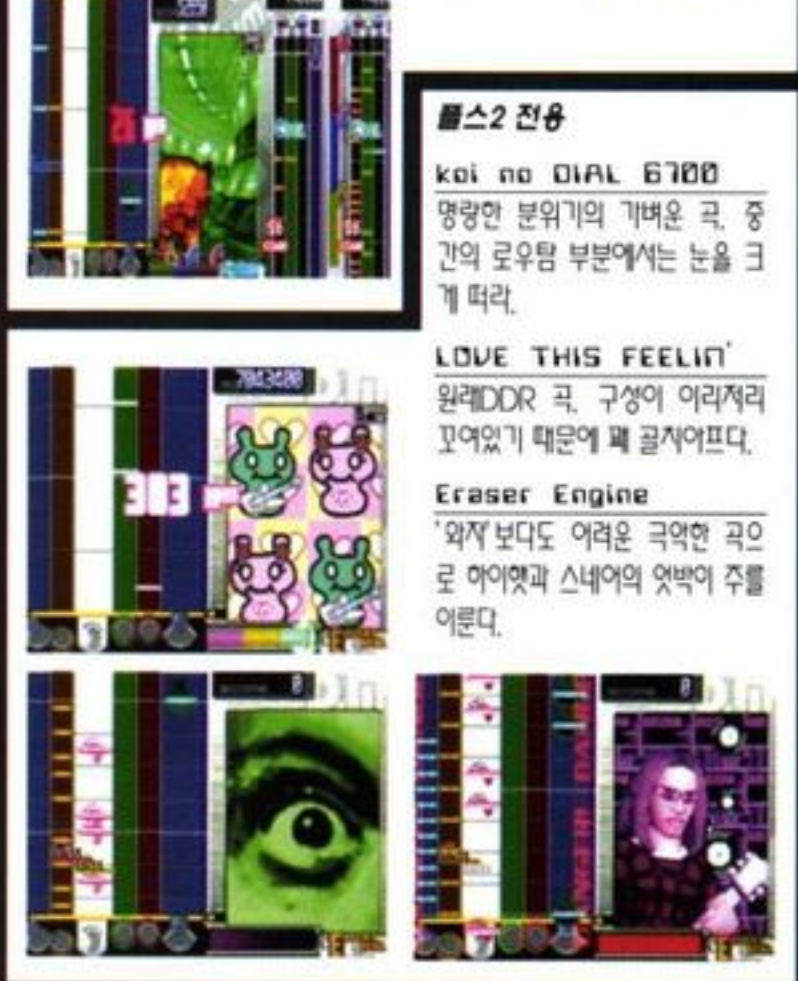 플스2 전용
koi no DIAL 6700
명랑한 분위기의 가벼운 곡. 중
간의 로우탐 부분에서는 눈을 크
게 떠라.
LOVE THIS FEELIN'
원래DDR 곡. 구성이 이리저리
꼬여있기 때문에 꽤 골치아프다.
Eraser Engine
'와자'보다도 어려운 극악한 곡으
로 하이햇과 스네어의 엇박이 주를
이룬다.
7043400
383
0
0
DANGER!